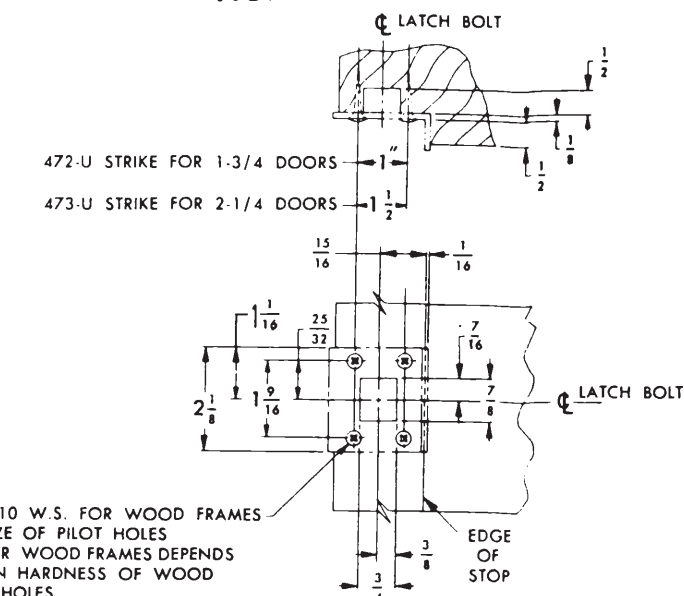 ℄ LATCH BOLT
1/2
1/8
1/2
472-U STRIKE FOR 1-3/4 DOORS 1"
473-U STRIKE FOR 2-1/4 DOORS 1 1/2
15/16
1/16
1 1/16
25/32
7/16
2 1/8
1 9/16
7/8
℄ LATCH BOLT
10 W.S. FOR WOOD FRAMES
ZE OF PILOT HOLES
R WOOD FRAMES DEPENDS
N HARDNESS OF WOOD
HOLES
3/8
EDGE
OF
STOP